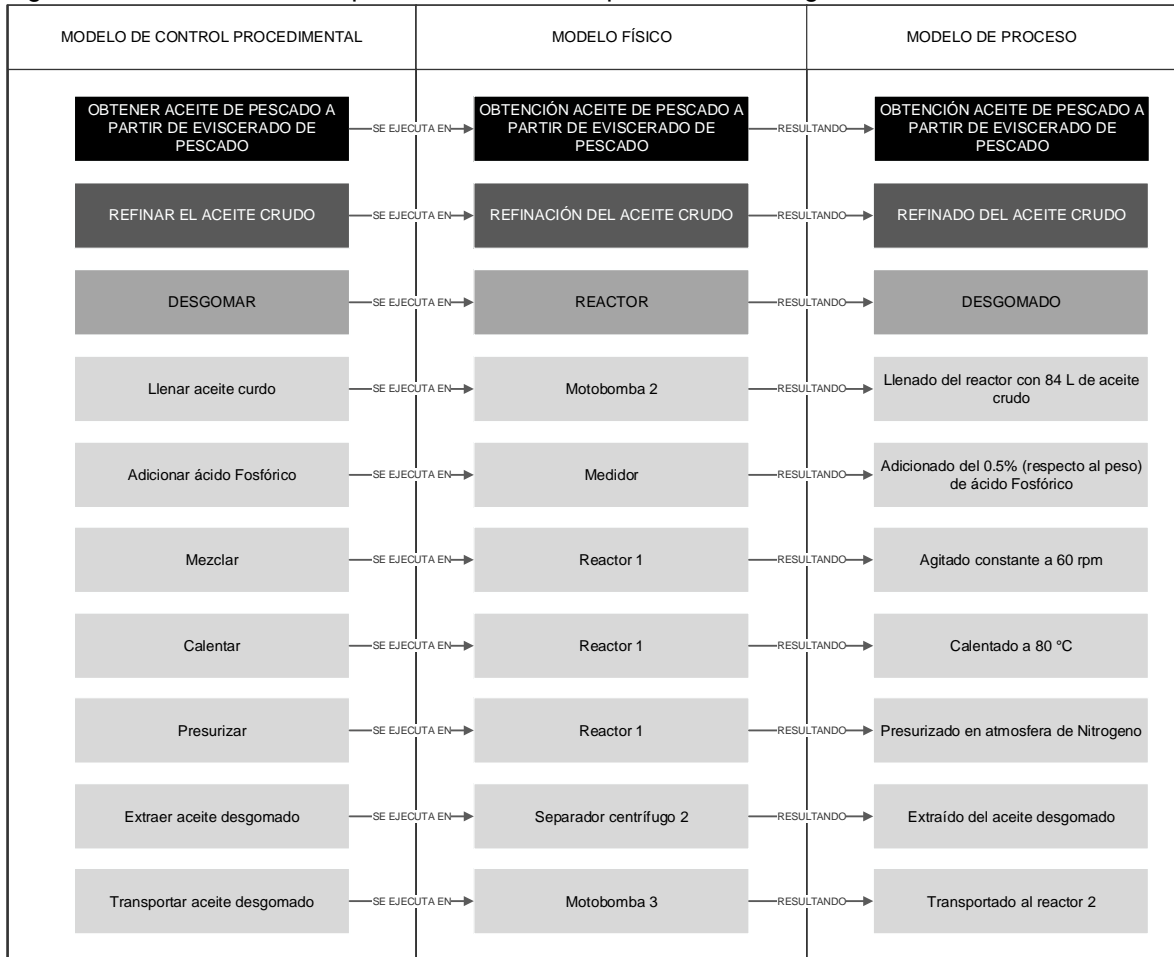 MODELO DE CONTROL PROCEDIMENTAL
MODELO FÍSICO
MODELO DE PROCESO
OBTENER ACEITE DE PESCADO A
PARTIR DE EVISCERADO DE
PESCADO
SE EJECUTA EN
OBTENCIÓN ACEITE DE PESCADO A
PARTIR DE EVISCERADO DE
PESCADO
RESULTANDO
OBTENCIÓN ACEITE DE PESCADO A
PARTIR DE EVISCERADO DE
PESCADO
REFINAR EL ACEITE CRUDO
SE EJECUTA EN
REFINACIÓN DEL ACEITE CRUDO
RESULTANDO
REFINADO DEL ACEITE CRUDO
DESGOMAR
SE EJECUTA EN
REACTOR
RESULTANDO
DESGOMADO
Llenar aceite curdo
SE EJECUTA EN
Motobomba 2
RESULTANDO
Llenado del reactor con 84 L de aceite
crudo
Adicionar ácido Fosfórico
SE EJECUTA EN
Medidor
RESULTANDO
Adicionado del 0.5% (respecto al peso)
de ácido Fosfórico
Mezclar
SE EJECUTA EN
Reactor 1
RESULTANDO
Agitado constante a 60 rpm
Calentar
SE EJECUTA EN
Reactor 1
RESULTANDO
Calentado a 80 °C
Presurizar
SE EJECUTA EN
Reactor 1
RESULTANDO
Presurizado en atmosfera de Nitrogeno
Extraer aceite desgomado
SE EJECUTA EN
Separador centrífugo 2
RESULTANDO
Extraído del aceite desgomado
Transportar aceite desgomado
SE EJECUTA EN
Motobomba 3
RESULTANDO
Transportado al reactor 2